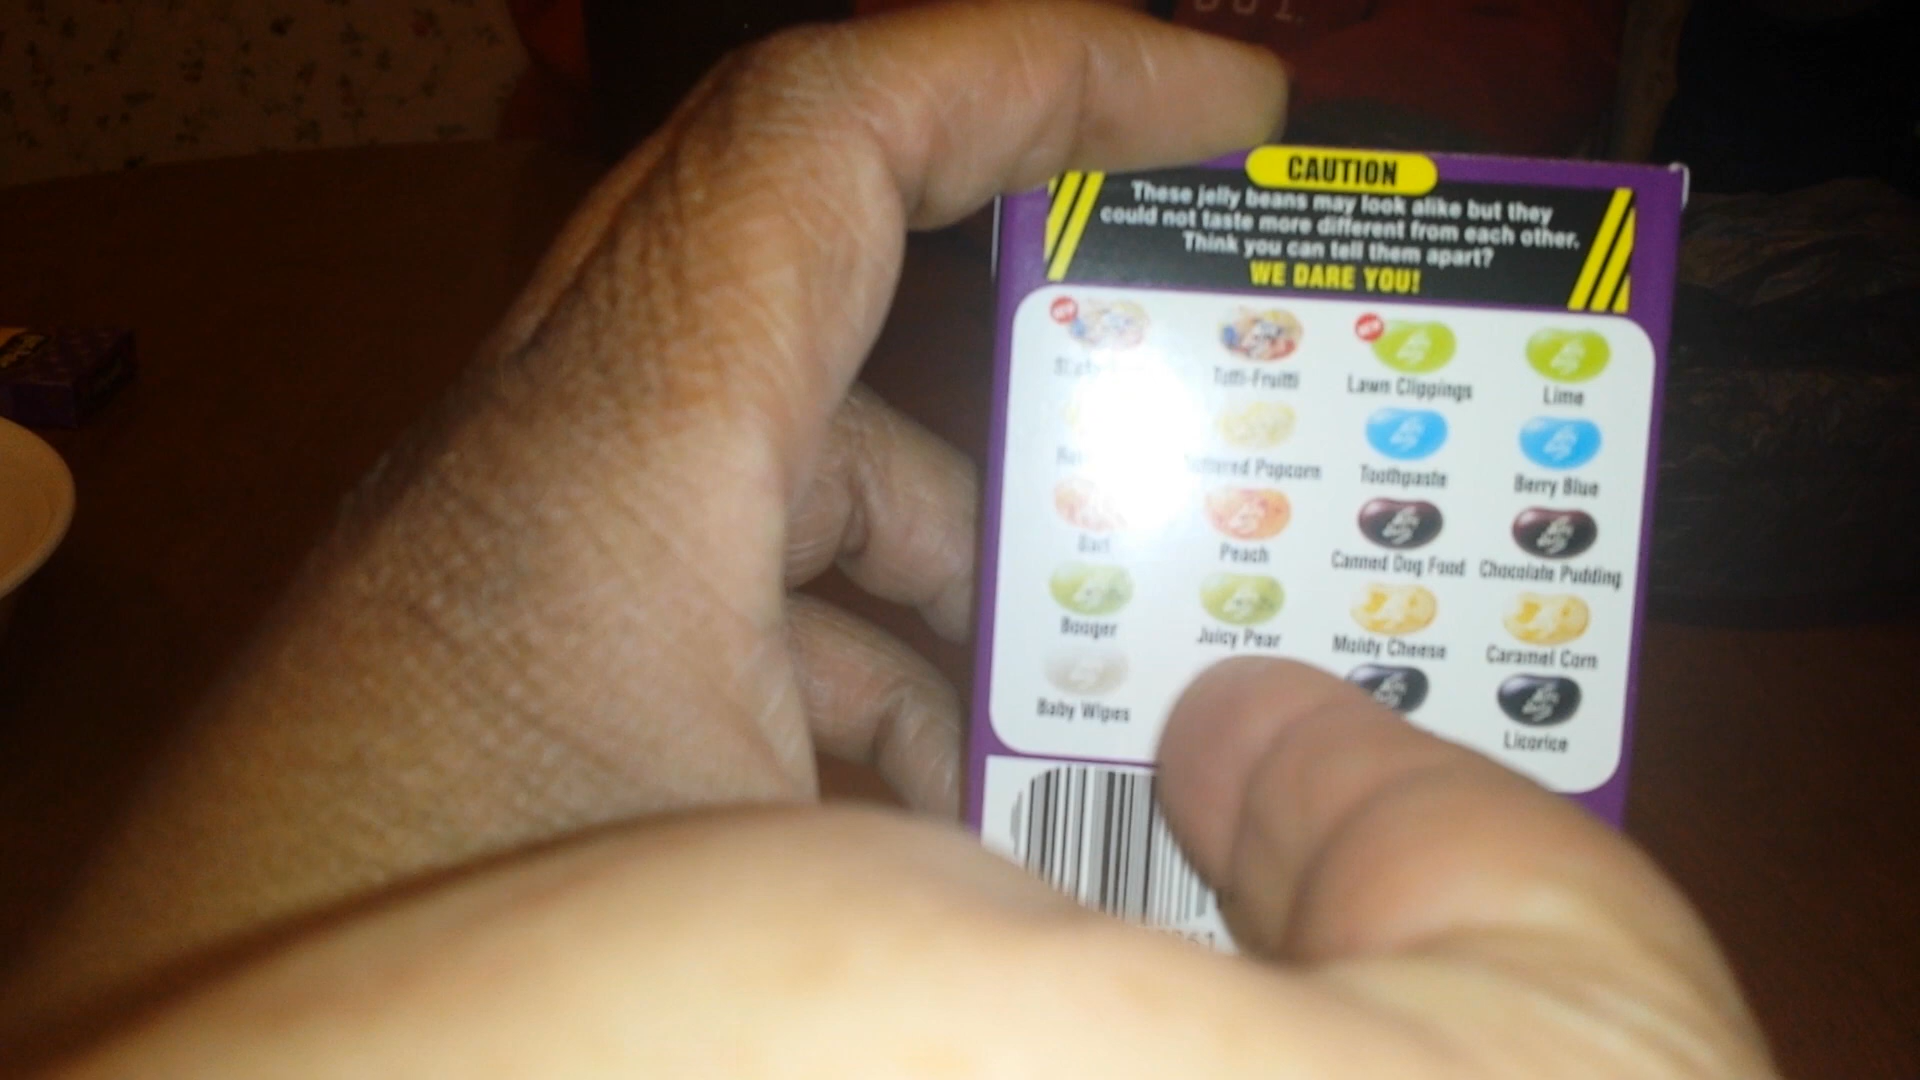 CAUTION
These jelly beans may look alike but they
could not taste more different from each other.
Think you can tell them apart?
WE DARE YOU!
Tutti-Fruitti
Lawn Clippings
Lime
Popcorn
Toothpaste
Berry Blue
Peach
Canned Dog Food
Chocolate Pudding
Booger
Juicy Pear
Moldy Cheese
Caramel Corn
Baby Wipes
Licorice